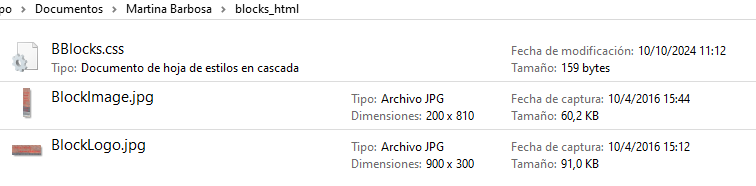 po > Documentos > Martina Barbosa > blocks_html
BBlocks.css
Fecha de modificación: 10/10/2024 11:12
Tipo: Documento de hoja de estilos en cascada
Tamaño: 159 bytes
BlockImage.jpg
Tipo: Archivo JPG
Fecha de captura: 10/4/2016 15:44
Dimensiones: 200 x 810
Tamaño: 60,2 KB
BlockLogo.jpg
Tipo: Archivo JPG
Fecha de captura: 10/4/2016 15:12
Dimensiones: 900 x 300
Tamaño: 91,0 KB